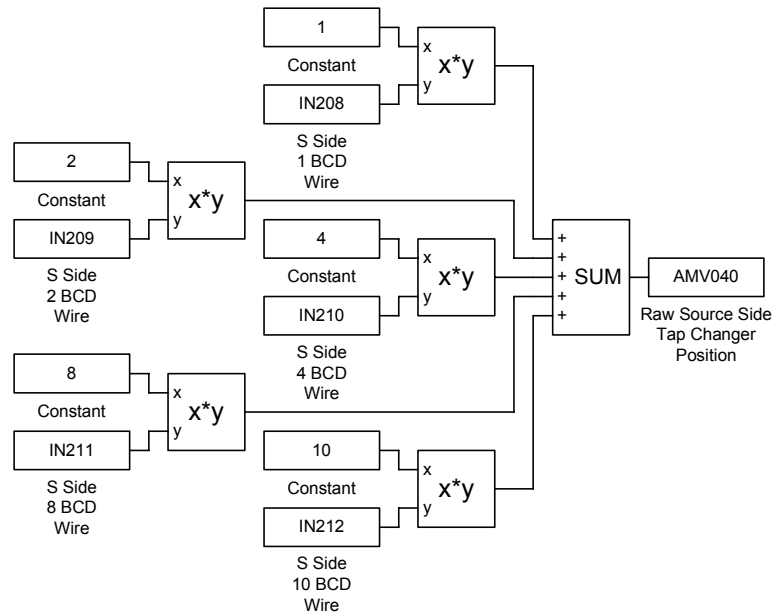 1
x
x*y
Constant
y
IN208
S Side
1 BCD
Wire
2
x
x*y
Constant
y
IN209
S Side
2 BCD
Wire
4
x
x*y
Constant
y
IN210
S Side
4 BCD
Wire
8
x
x*y
Constant
y
IN211
S Side
8 BCD
Wire
10
x
x*y
Constant
y
IN212
S Side
10 BCD
Wire
+
+
+
+
+
SUM
AMV040
Raw Source Side
Tap Changer
Position